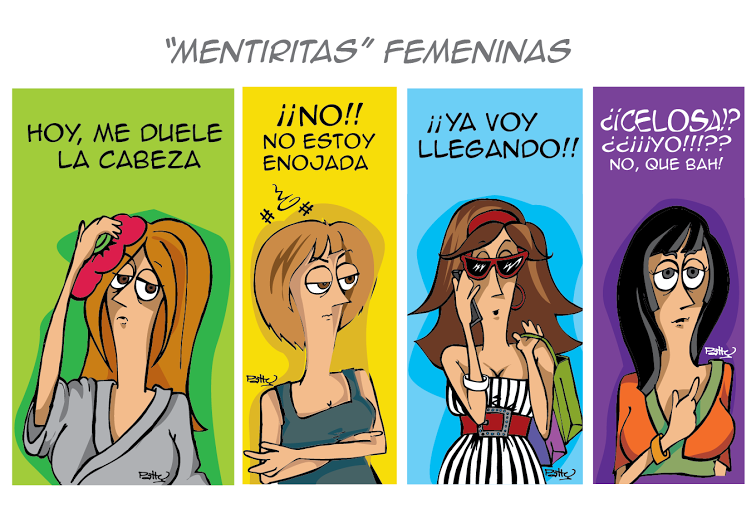 “MENTIRITAS” FEMENINAS
HOY, ME DUELE
LA CABEZA
¡¡NO!!
NO ESTOY
ENOJADA
¡¡YA VOY
LLEGANDO!!
¿¡CELOSA!?
¿¿¡¡¡YO!!!??
NO, QUE BAH!